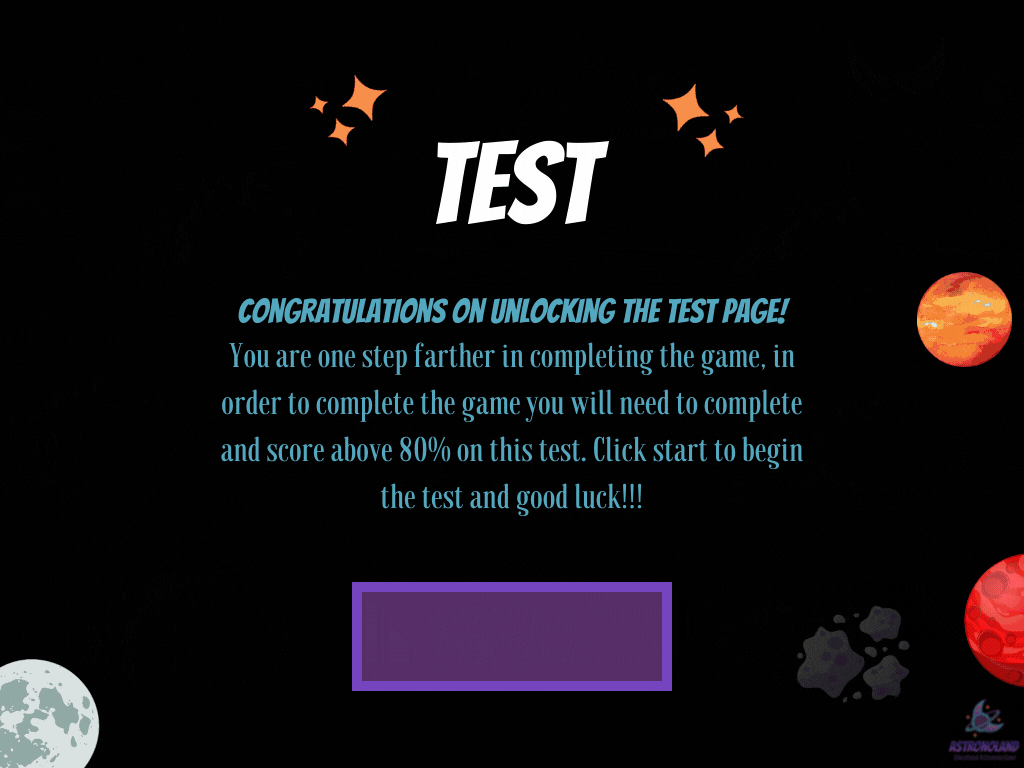 TEST
CONGRATULATIONS ON UNLOCKING THE TEST PAGE!
You are one step farther in completing the game, in
order to complete the game you will need to complete
and score above 80% on this test. Click start to begin
the test and good luck!!!
ASTRONOLAND